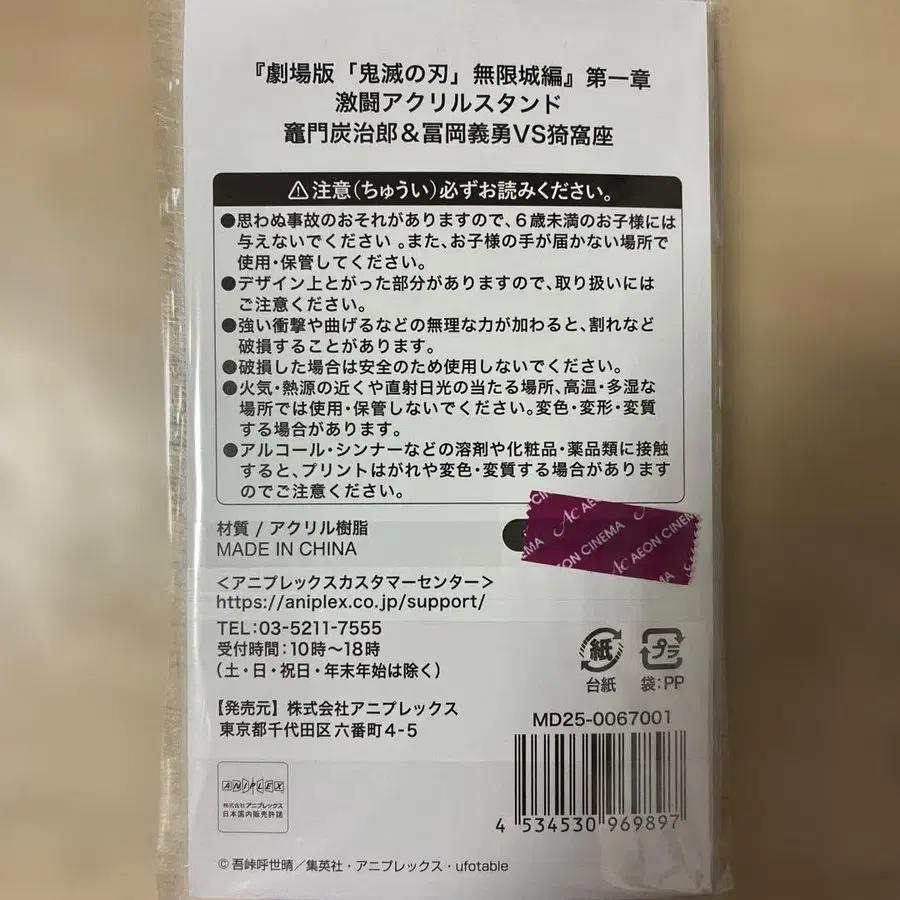 『劇場版「鬼滅の刃」無限城編』第一章
激闘アクリルスタンド
竈門炭治郎＆冨岡義勇VS猗窩座
⚠注意（ちゅうい）必ずお読みください。
●思わぬ事故のおそれがありますので、６歳未満のお子様には
与えないでください 。また、お子様の手が届かない場所で
使用・保管してください。
●デザイン上とがった部分がありますので、取り扱いには
ご注意ください。
●強い衝撃や曲げるなどの無理な力が加わると、割れなど
破損することがあります。
●破損した場合は安全のため使用しないでください。
●火気・熱源の近くや直射日光の当たる場所、高温・多湿な
場所では使用・保管しないでください。変色・変形・変質
する場合があります。
●アルコール・シンナーなどの溶剤や化粧品・薬品類に接触
すると、プリントはがれや変色・変質する場合があります
のでご注意ください。
AEON CINEMA
Ac AEON CINEMA
材質 / アクリル樹脂
MADE IN CHINA
＜アニプレックスカスタマーセンター＞
https://aniplex.co.jp/support/
TEL:03-5211-7555
受付時間：10時～18時
（土・日・祝日・年末年始は除く）
紙
台紙
プラ
袋：PP
【発売元】株式会社アニプレックス
東京都千代田区六番町4-5
MD25-0067001
4 534530 969897
ANIPLEX
株式会社アニプレックス
日本国内販売許諾
© 吾峠呼世晴／集英社・アニプレックス・ufotable